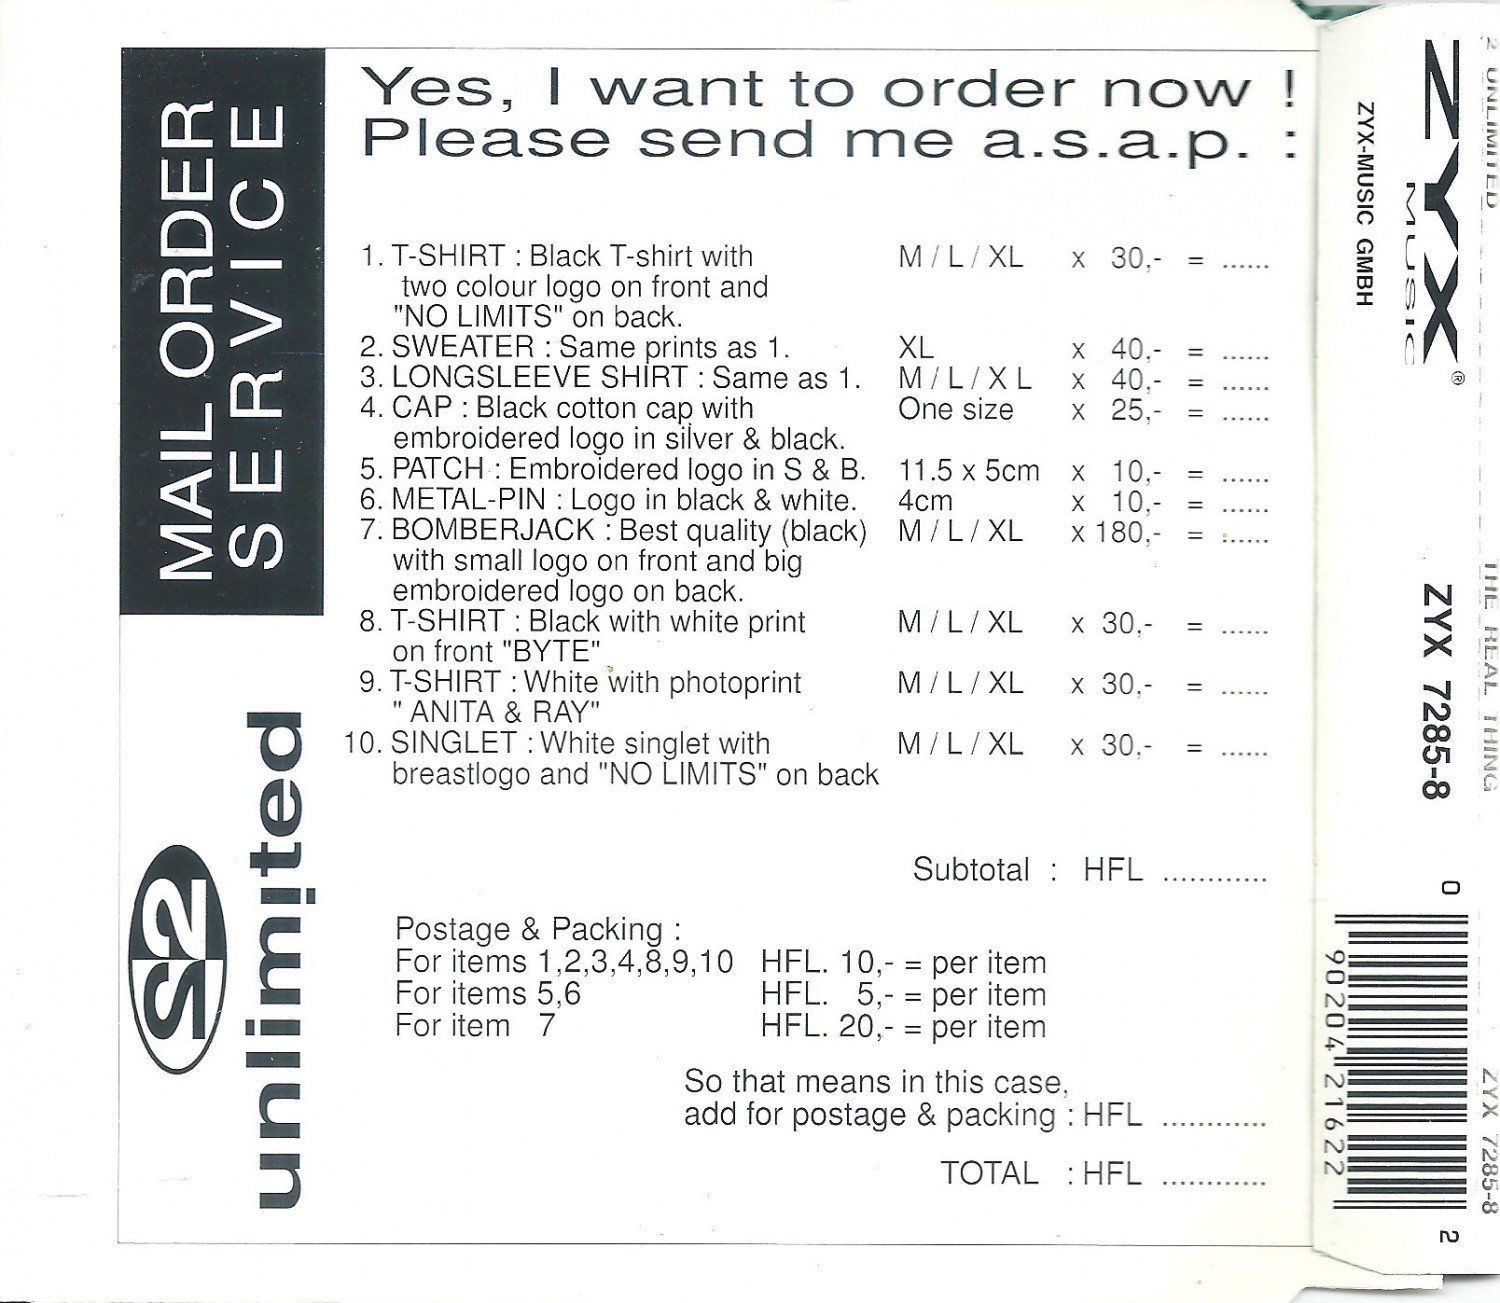 MAIL ORDER
SERVICE
2
unlimited
Yes, I want to order now !
Please send me a.s.a.p. :
1. T-SHIRT : Black T-shirt with M / L / XL x 30,- = ......
two colour logo on front and
"NO LIMITS" on back.
2. SWEATER : Same prints as 1. XL x 40,- = ......
3. LONGSLEEVE SHIRT : Same as 1. M / L / X L x 40,- = ......
4. CAP : Black cotton cap with One size x 25,- = ......
embroidered logo in silver & black.
5. PATCH : Embroidered logo in S & B. 11.5 x 5cm x 10,- = ......
6. METAL-PIN : Logo in black & white. 4cm x 10,- = ......
7. BOMBERJACK : Best quality (black) M / L / XL x 180,- = ......
with small logo on front and big
embroidered logo on back.
8. T-SHIRT : Black with white print M / L / XL x 30,- = ......
on front "BYTE"
9. T-SHIRT : White with photoprint M / L / XL x 30,- = ......
" ANITA & RAY"
10. SINGLET : White singlet with M / L / XL x 30,- = ......
breastlogo and "NO LIMITS" on back
Subtotal : HFL ............
Postage & Packing :
For items 1,2,3,4,8,9,10 HFL. 10,- = per item
For items 5,6 HFL. 5,- = per item
For item 7 HFL. 20,- = per item
So that means in this case,
add for postage & packing : HFL ............
TOTAL : HFL ............
ZYX
MUSIC
®
ZYX-MUSIC GMBH
ZYX 7285-8
0 90204 21622 2
2 UNLIMITED THE REAL THING ZYX 7285-8